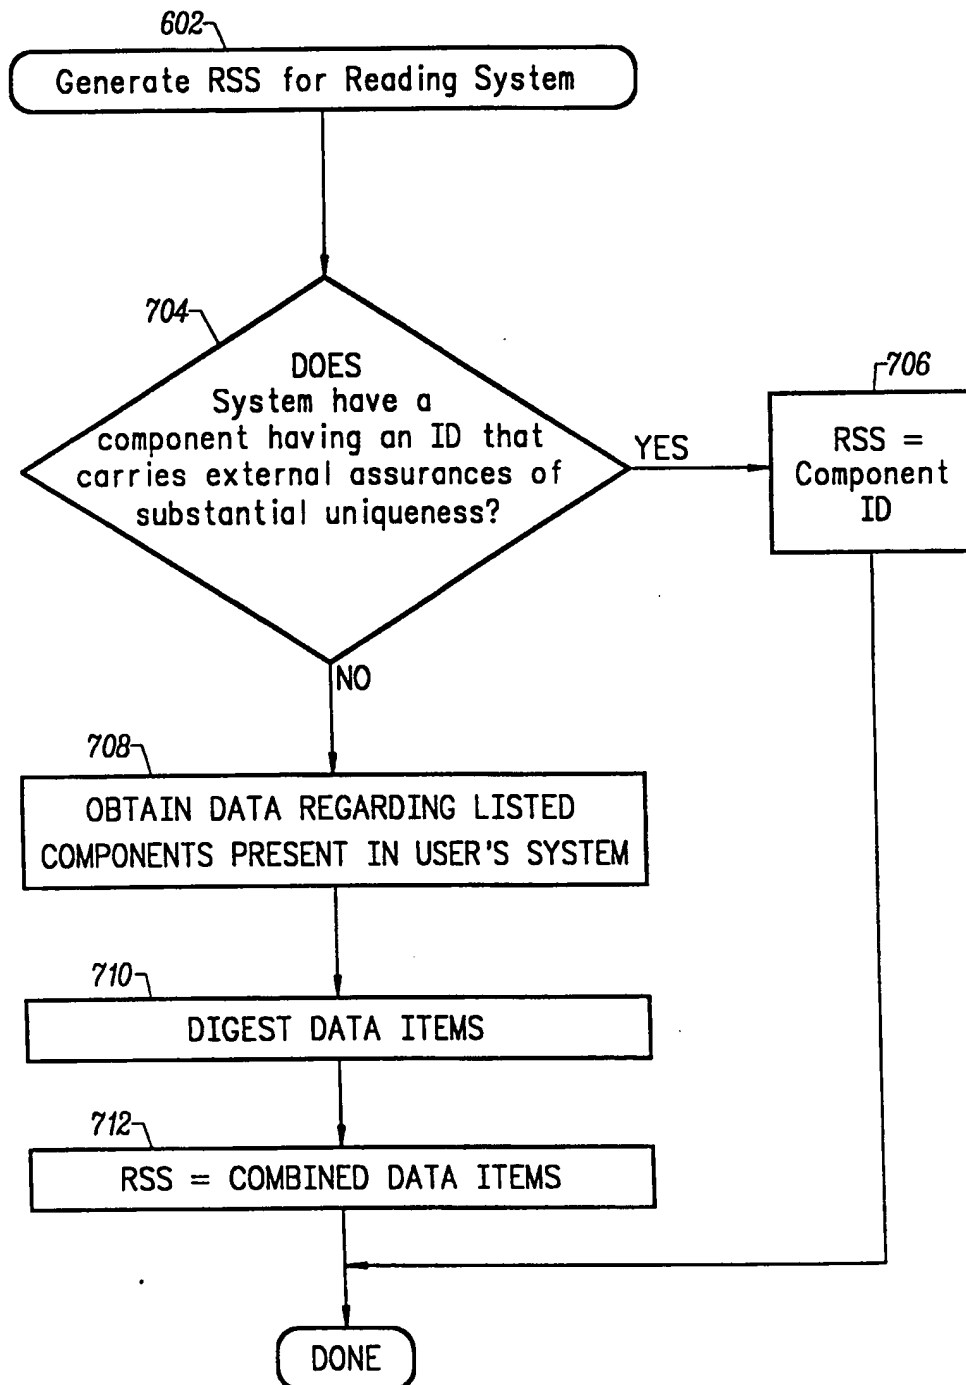 602
Generate RSS for Reading System
704
DOES
System have a
component having an ID that
carries external assurances of
substantial uniqueness?
YES
706
RSS =
Component
ID
NO
708
OBTAIN DATA REGARDING LISTED
COMPONENTS PRESENT IN USER'S SYSTEM
710
DIGEST DATA ITEMS
712
RSS = COMBINED DATA ITEMS
DONE